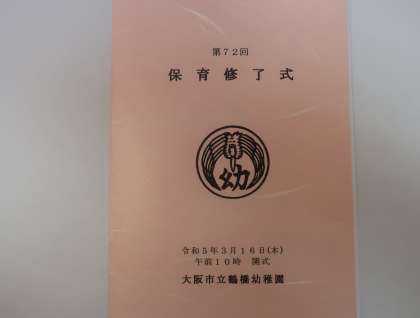 第72回
保育修了式
幼
令和5年3月16日(木)
午前10時　開式
大阪市立鶴橋幼稚園